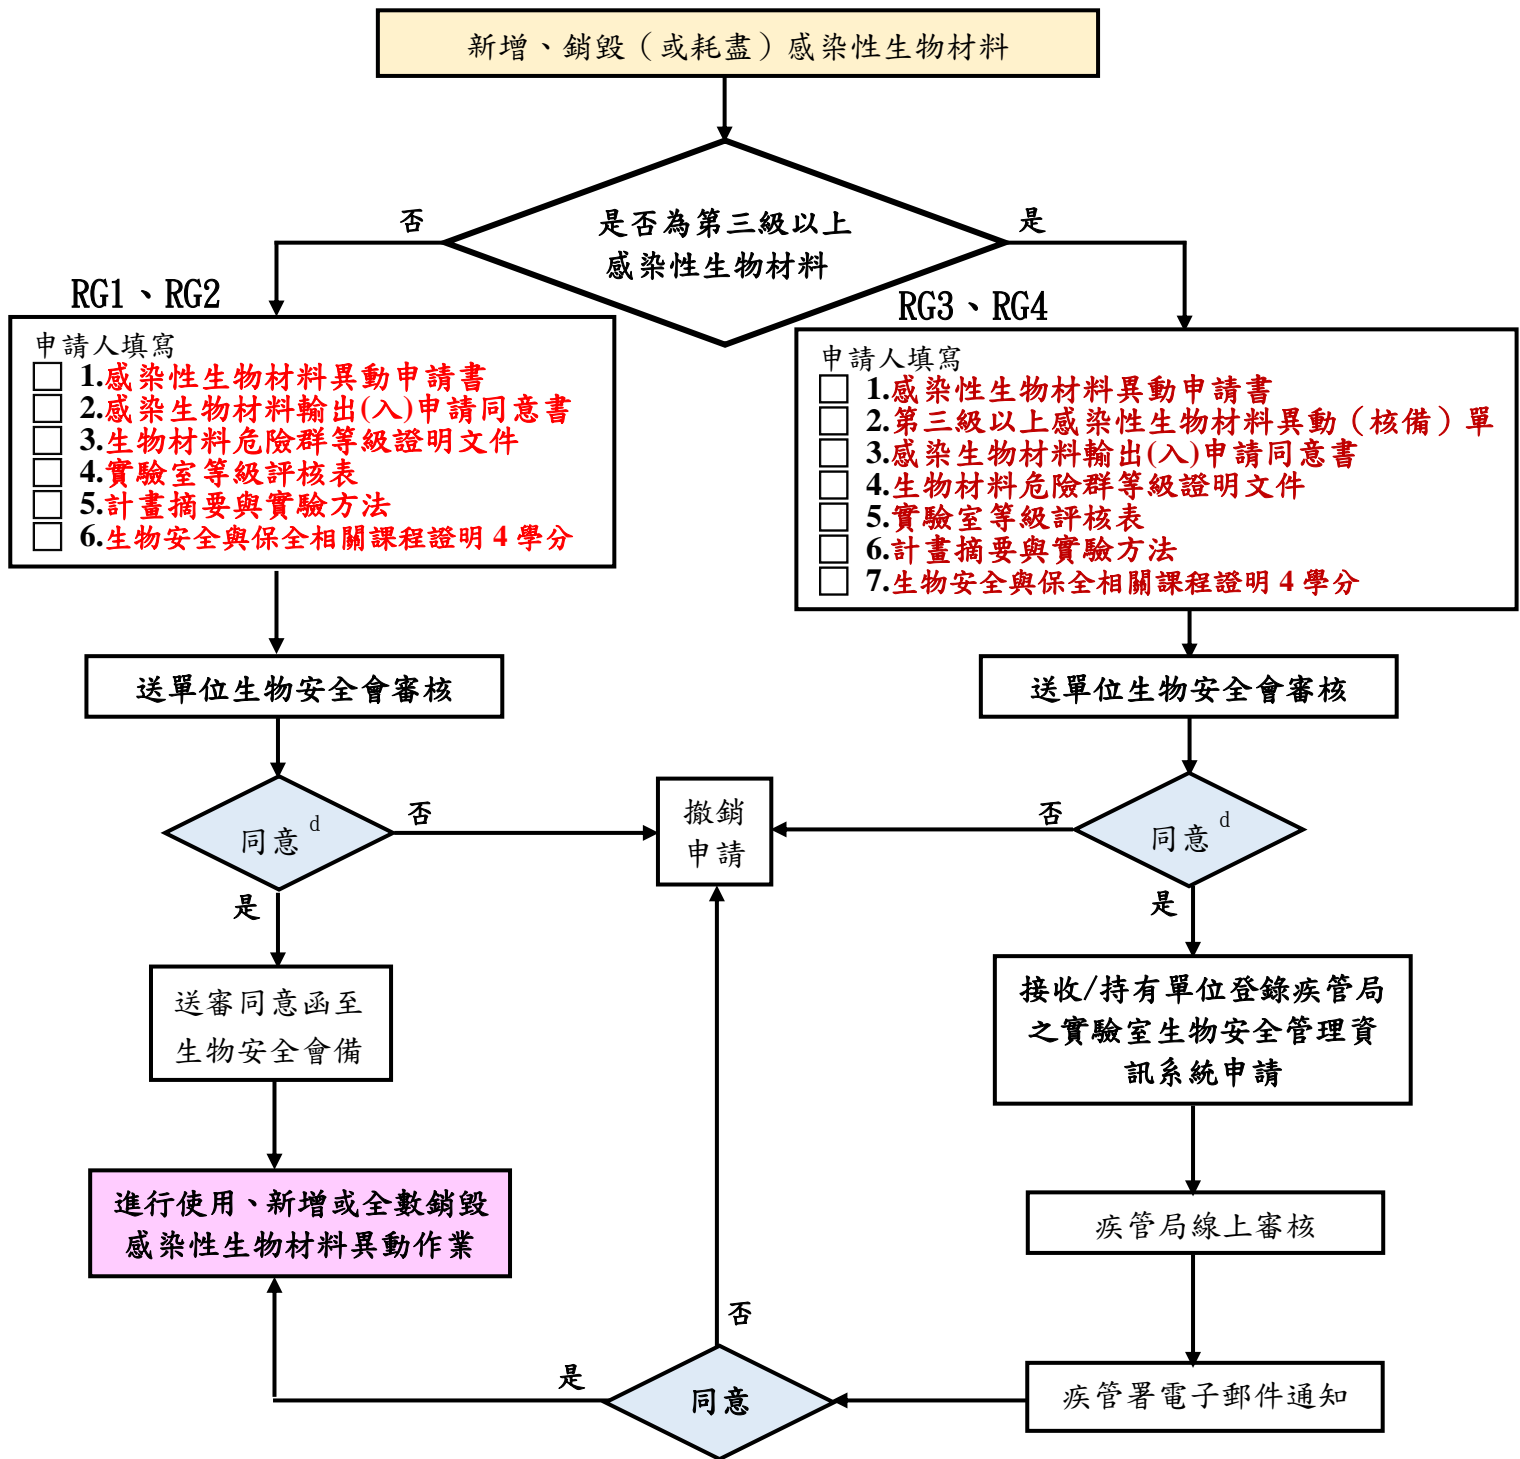 新增、銷毀（或耗盡）感染性生物材料
是否為第三級以上
感染性生物材料
否
是
RG1、RG2
申請人填寫
□ 1.感染性生物材料異動申請書
□ 2.感染生物材料輸出(入)申請同意書
□ 3.生物材料危險群等級證明文件
□ 4.實驗室等級評核表
□ 5.計畫摘要與實驗方法
□ 6.生物安全與保全相關課程證明 4 學分
RG3、RG4
申請人填寫
□ 1.感染性生物材料異動申請書
□ 2.第三級以上感染性生物材料異動（核備）單
□ 3.感染生物材料輸出(入)申請同意書
□ 4.生物材料危險群等級證明文件
□ 5.實驗室等級評核表
□ 6.計畫摘要與實驗方法
□ 7.生物安全與保全相關課程證明 4 學分
送單位生物安全會審核
送單位生物安全會審核
同意 d
否
撤銷
申請
否
同意 d
是
是
送審同意函至
生物安全會備
接收/持有單位登錄疾管局
之實驗室生物安全管理資
訊系統申請
進行使用、新增或全數銷毀
感染性生物材料異動作業
疾管局線上審核
否
是
同意
疾管署電子郵件通知